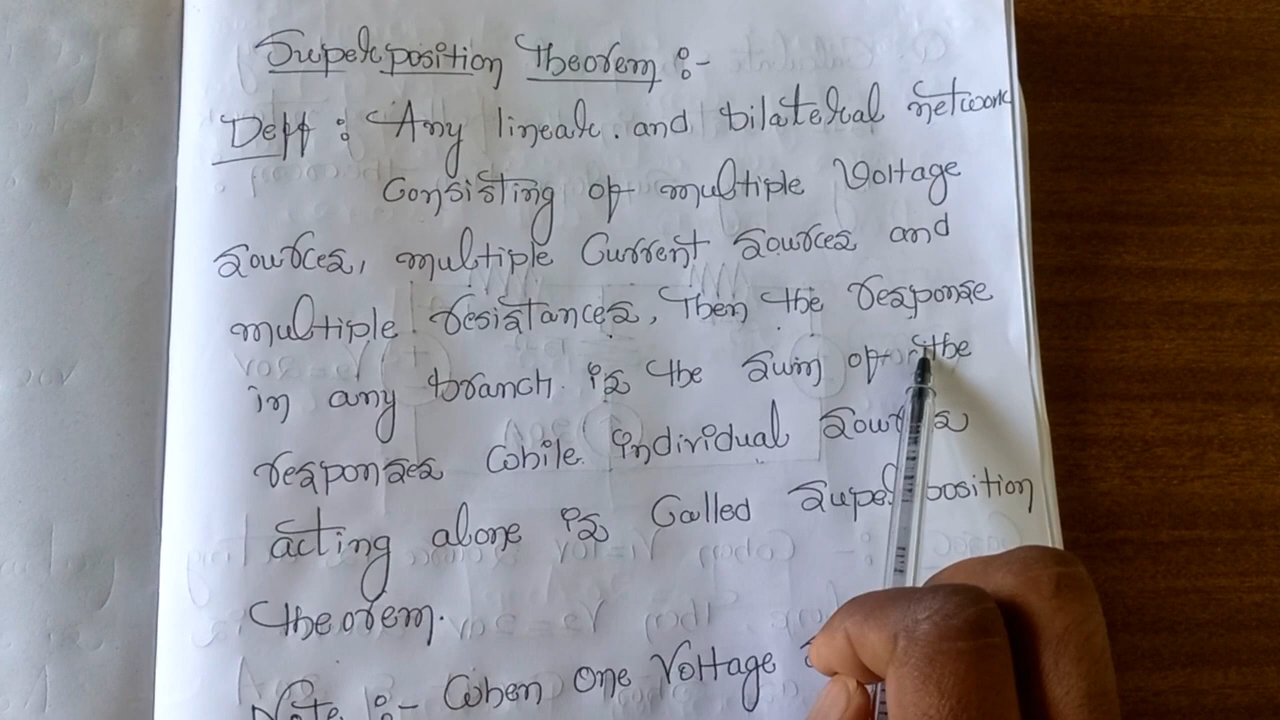 Superposition Theorem :-
Deff : Any linear. and bilateral network
Consisting of multiple Voltage
sources, multiple Current sources and
multiple resistances, Then the response
in any branch. is the sum of the
responses while individual
acting alone is Called Superposition
theorem.
Note :- When One Voltage